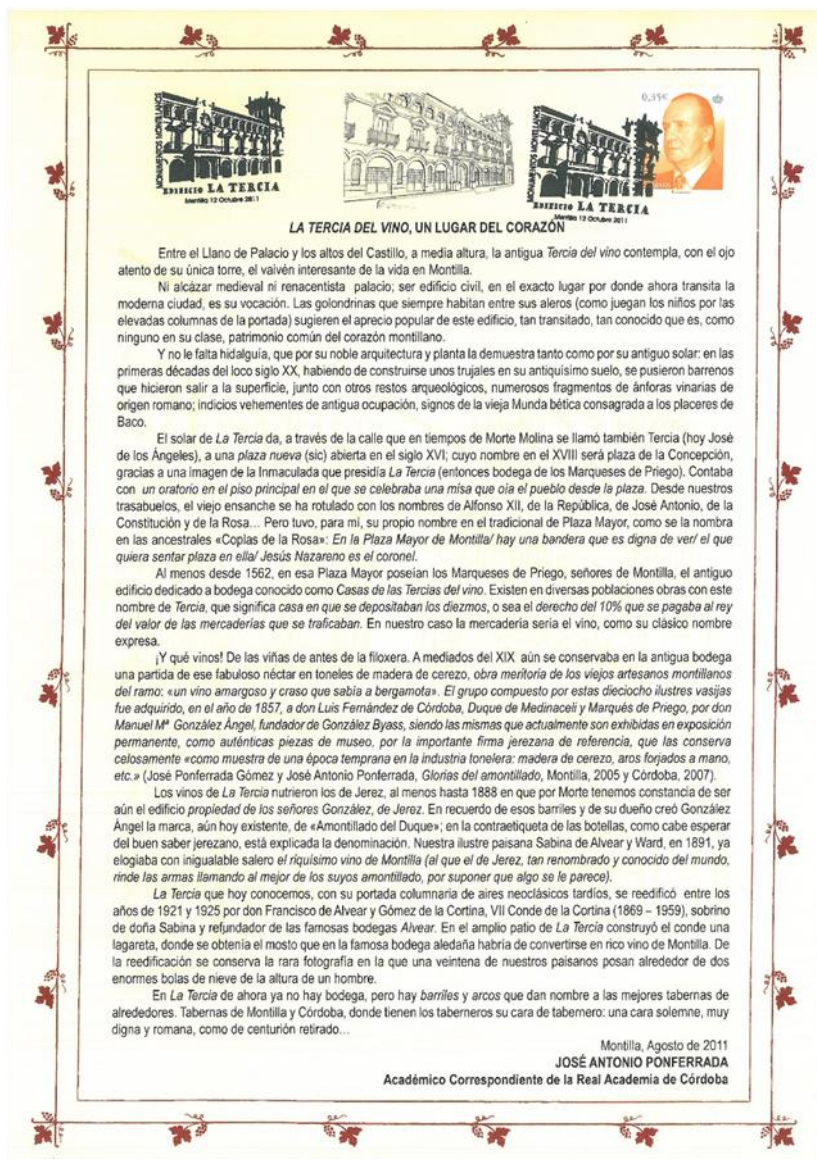 MONUMENTOS MONTILLANOS
EDIFICIO LA TERCIA
Montilla 12 Octubre 2011
0,35€
MONUMENTOS MONTILLANOS
EDIFICIO LA TERCIA
Montilla 12 Octubre 2011
LA TERCIA DEL VINO, UN LUGAR DEL CORAZÓN
Entre el Llano de Palacio y los altos del Castillo, a media altura, la antigua Tercia del vino contempla, con el ojo
atento de su única torre, el vaivén interesante de la vida en Montilla.
Ni alcázar medieval ni renacentista palacio; ser edificio civil, en el exacto lugar por donde ahora transita la
moderna ciudad, es su vocación. Las golondrinas que siempre habitan entre sus aleros (como juegan los niños por las
elevadas columnas de la portada) sugieren el aprecio popular de este edificio, tan transitado, tan conocido que es, como
ninguno en su clase, patrimonio común del corazón montillano.
Y no le falta hidalguía, que por su noble arquitectura y planta la demuestra tanto como por su antiguo solar: en las
primeras décadas del loco siglo XX, habiendo de construirse unos trujales en su antiquísimo suelo, se pusieron barrenos
que hicieron salir a la superficie, junto con otros restos arqueológicos, numerosos fragmentos de ánforas vinarias de
origen romano; indicios vehementes de antigua ocupación, signos de la vieja Munda bética consagrada a los placeres de
Baco.
El solar de La Tercia da, a través de la calle que en tiempos de Morte Molina se llamó también Tercia (hoy José
de los Ángeles), a una plaza nueva (sic) abierta en el siglo XVI; cuyo nombre en el XVIII será plaza de la Concepción,
gracias a una imagen de la Inmaculada que presidía La Tercia (entonces bodega de los Marqueses de Priego). Contaba
con un oratorio en el piso principal en el que se celebraba una misa que oía el pueblo desde la plaza. Desde nuestros
trasabuelos, el viejo ensanche se ha rotulado con los nombres de Alfonso XII, de la República, de José Antonio, de la
Constitución y de la Rosa… Pero tuvo, para mí, su propio nombre en el tradicional de Plaza Mayor, como se la nombra
en las ancestrales «Coplas de la Rosa»: En la Plaza Mayor de Montilla/ hay una bandera que es digna de ver/ el que
quiera sentar plaza en ella/ Jesús Nazareno es el coronel.
Al menos desde 1562, en esa Plaza Mayor poseían los Marqueses de Priego, señores de Montilla, el antiguo
edificio dedicado a bodega conocido como Casas de las Tercias del vino. Existen en diversas poblaciones obras con este
nombre de Tercia, que significa casa en que se depositaban los diezmos, o sea el derecho del 10% que se pagaba al rey
del valor de las mercaderías que se traficaban. En nuestro caso la mercadería sería el vino, como su clásico nombre
expresa.
¡Y qué vinos! De las viñas de antes de la filoxera. A mediados del XIX aún se conservaba en la antigua bodega
una partida de ese fabuloso néctar en toneles de madera de cerezo, obra meritoria de los viejos artesanos montillanos
del ramo: «un vino amargoso y craso que sabía a bergamota». El grupo compuesto por estas dieciocho ilustres vasijas
fue adquirido, en el año de 1857, a don Luis Fernández de Córdoba, Duque de Medinaceli y Marqués de Priego, por don
Manuel Mª González Ángel, fundador de González Byass, siendo las mismas que actualmente son exhibidas en exposición
permanente, como auténticas piezas de museo, por la importante firma jerezana de referencia, que las conserva
celosamente «como muestra de una época temprana en la industria tonelera: madera de cerezo, aros forjados a mano,
etc.» (José Ponferrada Gómez y José Antonio Ponferrada, Glorias del amontillado, Montilla, 2005 y Córdoba, 2007).
Los vinos de La Tercia nutrieron los de Jerez, al menos hasta 1888 en que por Morte tenemos constancia de ser
aún el edificio propiedad de los señores González, de Jerez. En recuerdo de esos barriles y de su dueño creó González
Ángel la marca, aún hoy existente, de «Amontillado del Duque»; en la contraetiqueta de las botellas, como cabe esperar
del buen saber jerezano, está explicada la denominación. Nuestra ilustre paisana Sabina de Alvear y Ward, en 1891, ya
elogiaba con inigualable salero el riquísimo vino de Montilla (al que el de Jerez, tan renombrado y conocido del mundo,
rinde las armas llamando al mejor de los suyos amontillado, por suponer que algo se le parece).
La Tercia que hoy conocemos, con su portada columnaria de aires neoclásicos tardíos, se reedificó entre los
años de 1921 y 1925 por don Francisco de Alvear y Gómez de la Cortina, VII Conde de la Cortina (1869 – 1959), sobrino
de doña Sabina y refundador de las famosas bodegas Alvear. En el amplio patio de La Tercia construyó el conde una
lagareta, donde se obtenía el mosto que en la famosa bodega aledaña habría de convertirse en rico vino de Montilla. De
la reedificación se conserva la rara fotografía en la que una veintena de nuestros paisanos posan alrededor de dos
enormes bolas de nieve de la altura de un hombre.
En La Tercia de ahora ya no hay bodega, pero hay barriles y arcos que dan nombre a las mejores tabernas de
alrededores. Tabernas de Montilla y Córdoba, donde tienen los taberneros su cara de tabernero: una cara solemne, muy
digna y romana, como de centurión retirado…
Montilla, Agosto de 2011
JOSÉ ANTONIO PONFERRADA
Académico Correspondiente de la Real Academia de Córdoba